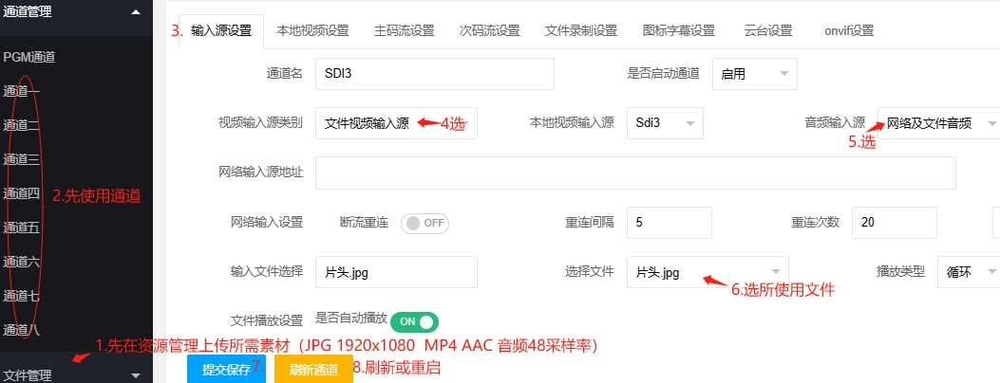 通道管理
PGM通道
通道一
通道二
通道三
通道四
通道五
通道六
通道七
通道八
文件管理
2.先使用通道
3. 输入源设置 本地视频设置 主码流设置 次码流设置 文件录制设置 图标字幕设置 云台设置 onvif设置
通道名 SDI3 是否启动通道 启用
视频输入源类别 文件视频输入源 4选 本地视频输入源 Sdi3 音频输入源 网络及文件音频
5.选
网络输入源地址
网络输入设置 断流重连 OFF 重连间隔 5 重连次数 20
输入文件选择 片头.jpg 选择文件 片头.jpg 播放类型 循环
6.选所使用文件
文件播放设置 是否自动播放 ON
1.先在资源管理上传所需素材（JPG 1920x1080 MP4 AAC 音频48采样率）
提交保存 7. 刷新通道 8.刷新或重启